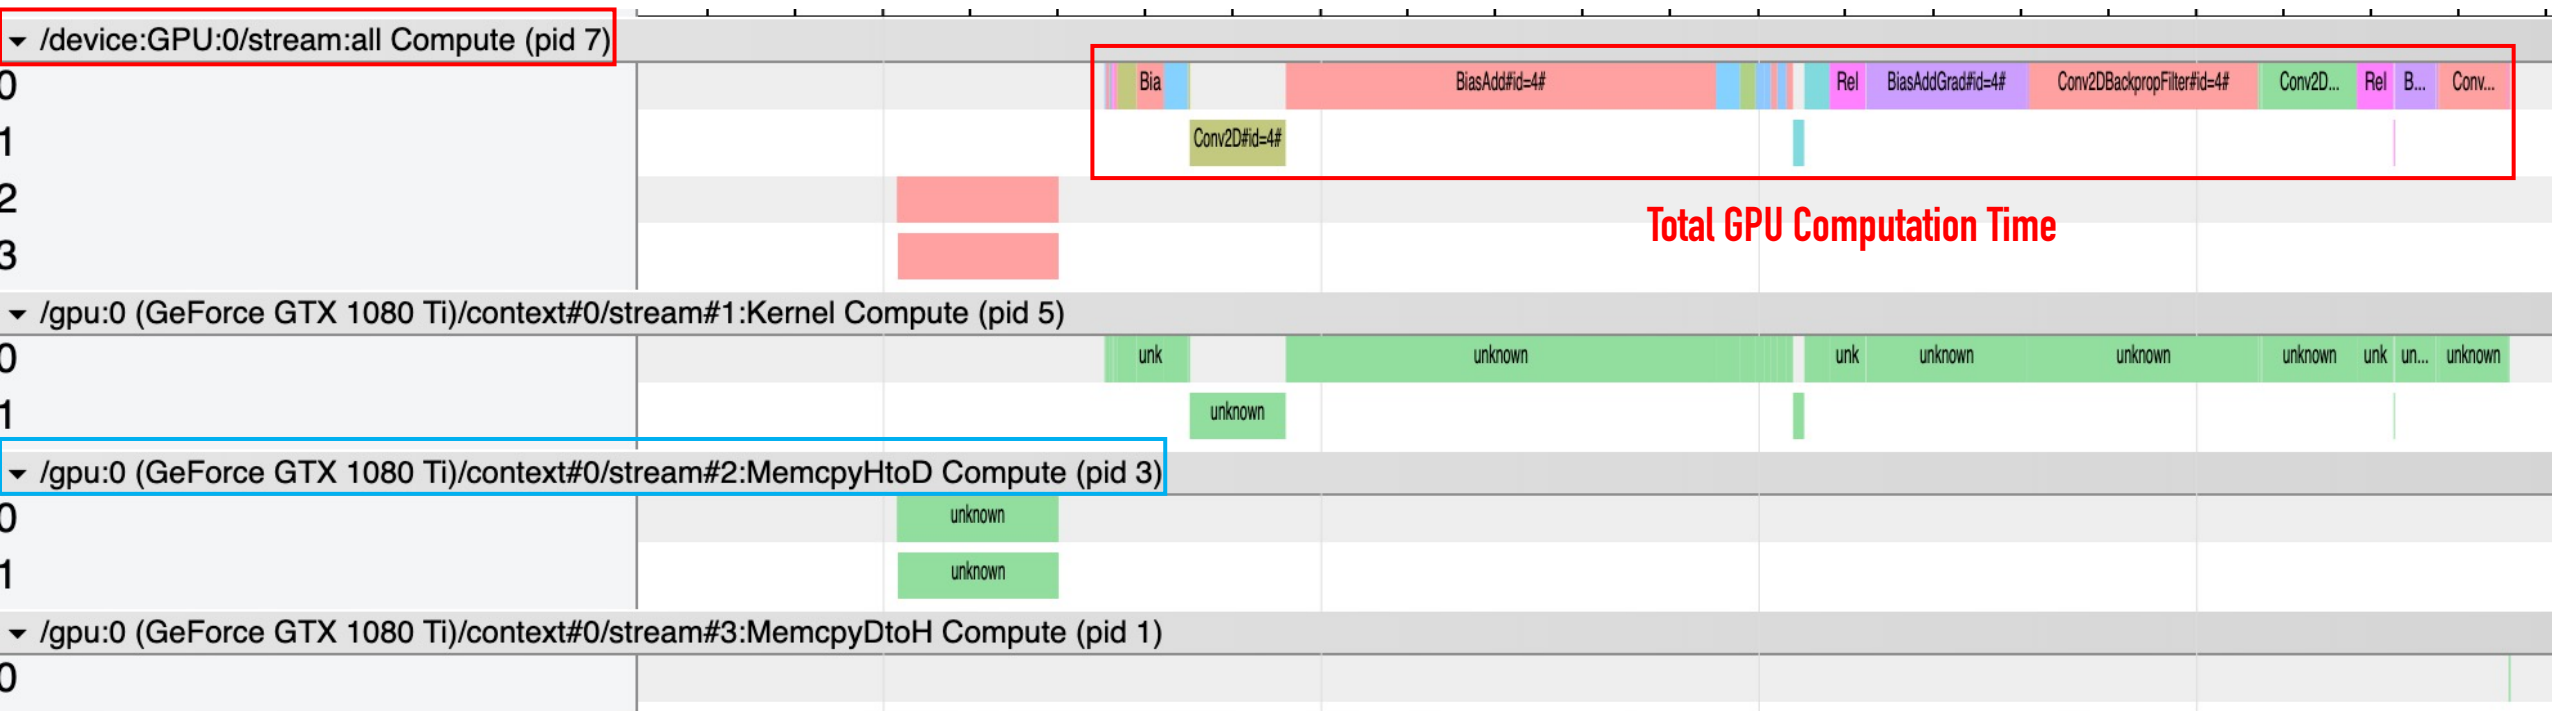 /device:GPU:0/stream:all Compute (pid 7)
0
Bia
BiasAdd#id=4#
Rel
BiasAddGrad#id=4#
Conv2DBackpropFilter#id=4#
Conv2D...
Rel
B...
Conv...
1
Conv2D#id=4#
2
Total GPU Computation Time
3
/gpu:0 (GeForce GTX 1080 Ti)/context#0/stream#1:Kernel Compute (pid 5)
0
unk
unknown
unk
unknown
unknown
unknown
unk
un...
unknown
1
unknown
/gpu:0 (GeForce GTX 1080 Ti)/context#0/stream#2:MemcpyHtoD Compute (pid 3)
0
unknown
1
unknown
/gpu:0 (GeForce GTX 1080 Ti)/context#0/stream#3:MemcpyDtoH Compute (pid 1)
0